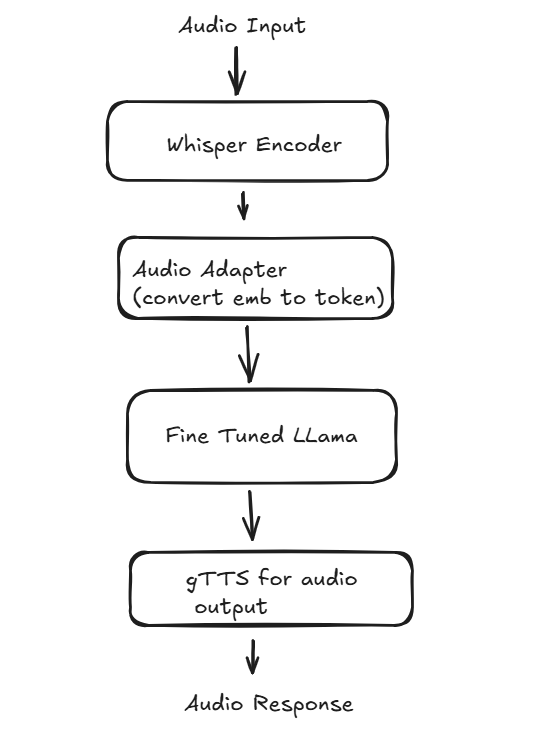 Audio Input
Whisper Encoder
Audio Adapter
(convert emb to token)
Fine Tuned LLama
gTTS for audio
output
Audio Response